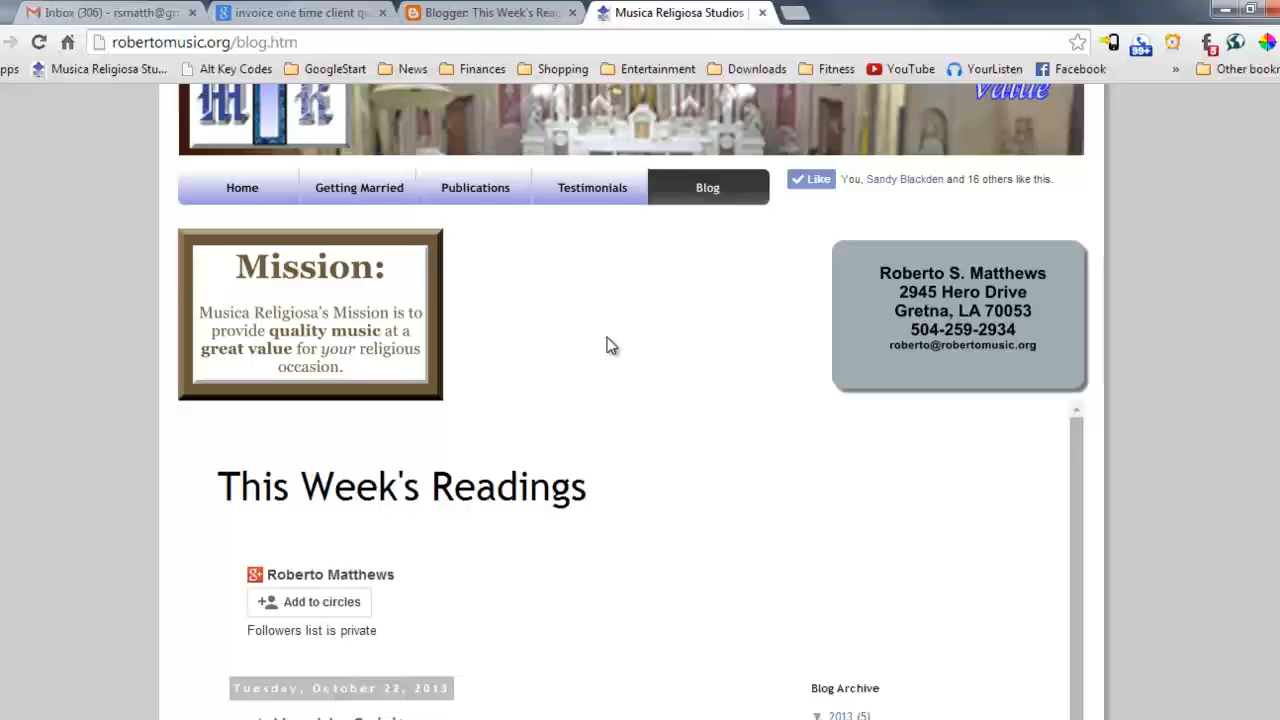 Inbox (306) - rsmatth@gr
invoice one time client qu
Blogger: This Week's Read
Musica Religiosa Studios |
robertomusic.org/blog.htm
99+
5
pps
Musica Religiosa Stu...
Alt Key Codes
GoogleStart
News
Finances
Shopping
Entertainment
Downloads
Fitness
YouTube
YourListen
Facebook
»
Other bookm
value
Home
Getting Married
Publications
Testimonials
Blog
Like
You, Sandy Blackden and 16 others like this.
Mission:
Musica Religiosa's Mission is to
provide quality music at a
great value for your religious
occasion.
Roberto S. Matthews
2945 Hero Drive
Gretna, LA 70053
504-259-2934
roberto@robertomusic.org
This Week's Readings
Roberto Matthews
Add to circles
Followers list is private
Tuesday, October 22, 2013
Blog Archive
▼ 2013 (5)